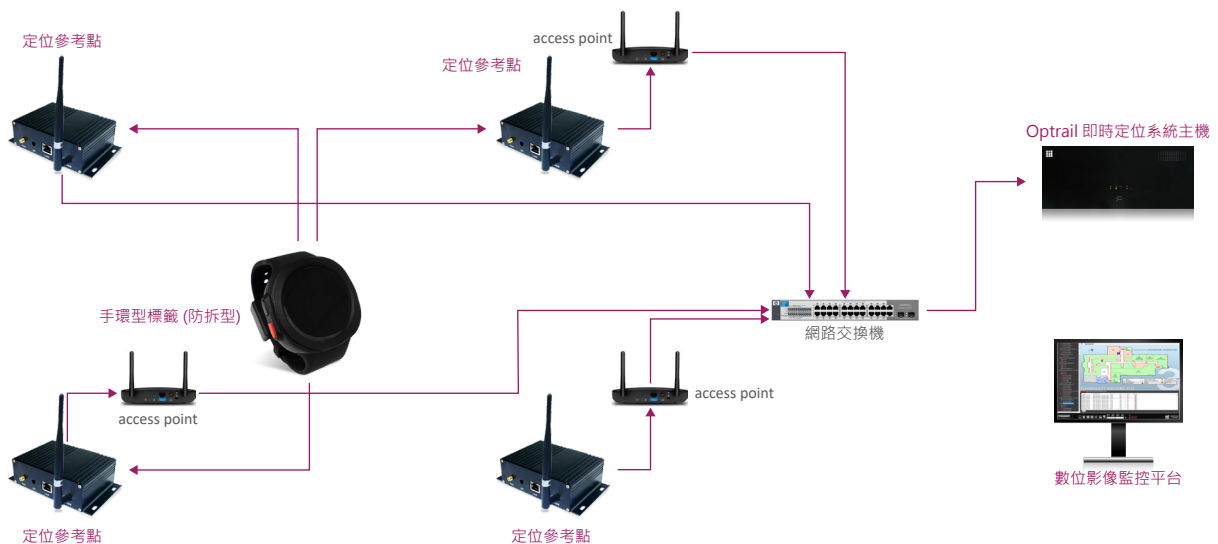 定位參考點
access point
定位參考點
Optrail 即時定位系統主機
手環型標籤 (防拆型)
網路交換機
access point
access point
數位影像監控平台
定位參考點
定位參考點